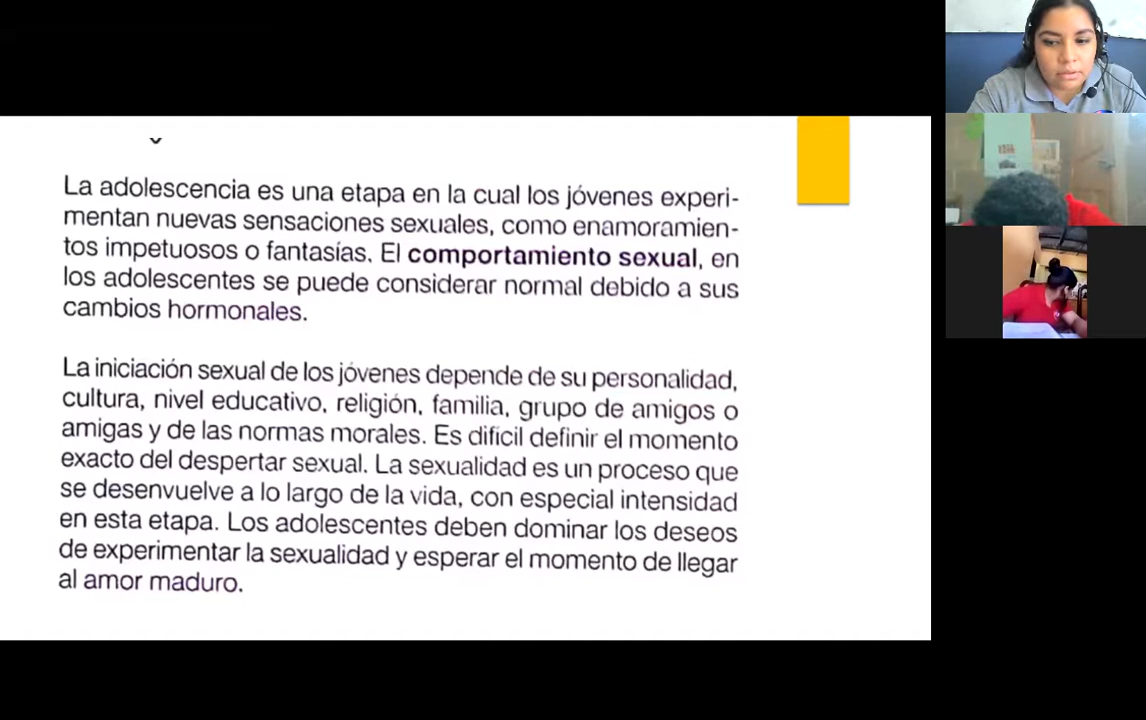 La adolescencia es una etapa en la cual los jóvenes experi-
mentan nuevas sensaciones sexuales, como enamoramien-
tos impetuosos o fantasías. El comportamiento sexual, en
los adolescentes se puede considerar normal debido a sus
cambios hormonales.
La iniciación sexual de los jóvenes depende de su personalidad,
cultura, nivel educativo, religión, familia, grupo de amigos o
amigas y de las normas morales. Es difícil definir el momento
exacto del despertar sexual. La sexualidad es un proceso que
se desenvuelve a lo largo de la vida, con especial intensidad
en esta etapa. Los adolescentes deben dominar los deseos
de experimentar la sexualidad y esperar el momento de llegar
al amor maduro.